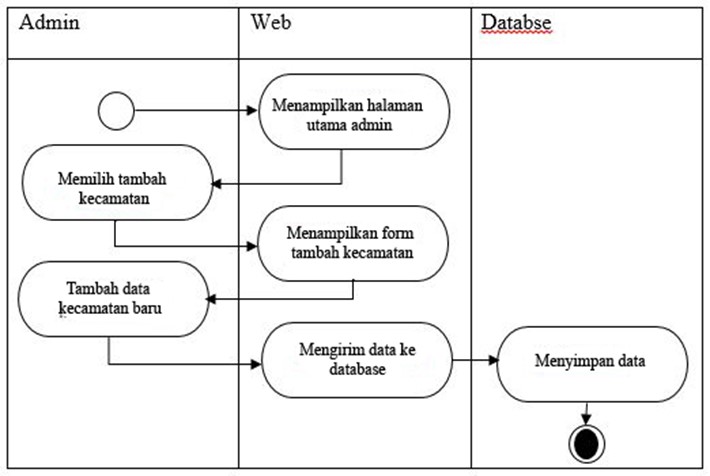 Admin
Web
Databse
Menampilkan halaman
utama admin
Memilih tambah
kecamatan
Menampilkan form
tambah kecamatan
Tambah data
kecamatan baru
Mengirim data ke
database
Menyimpan data